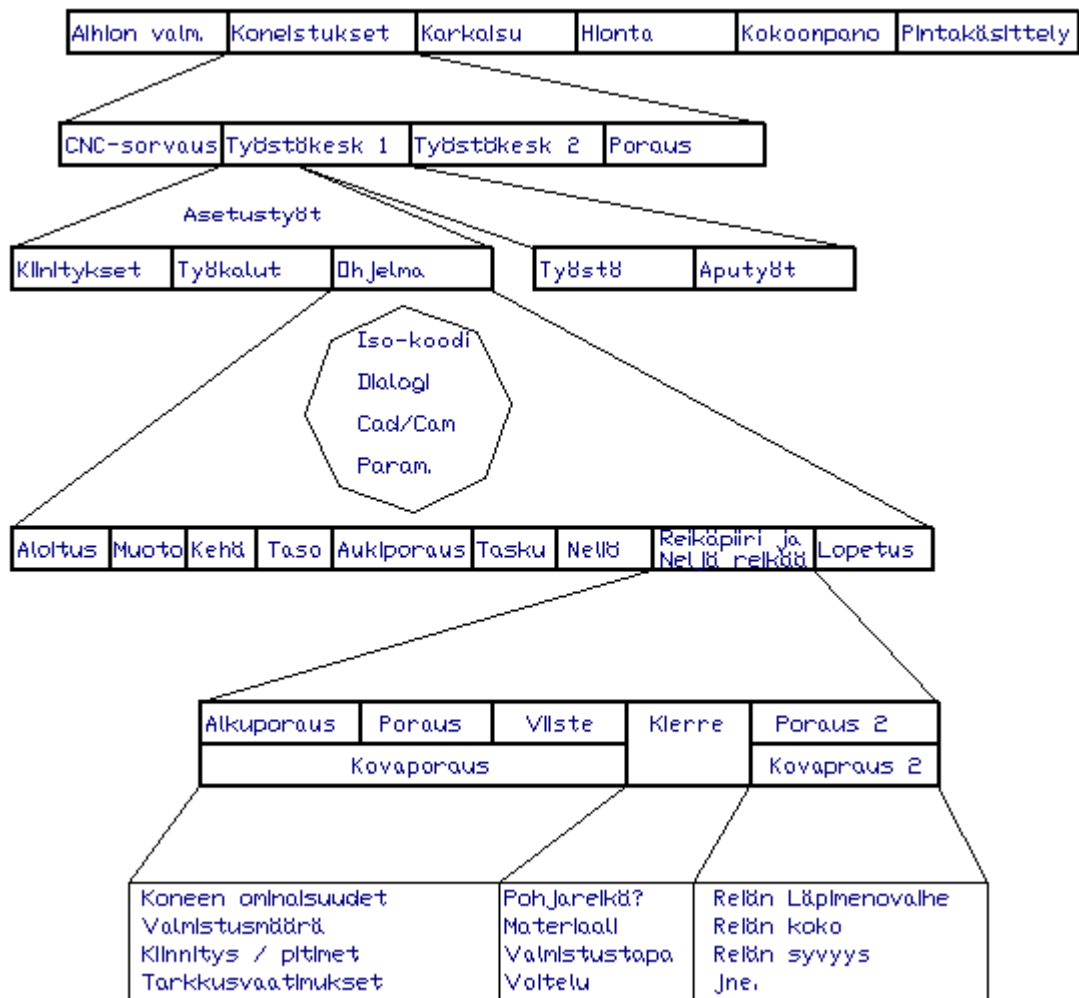 Aihion valm. Koneistukset Karkaisu Hionta Kokoonpano Pintakäsittely
CNC-sorvaus Työstökesk 1 Työstökesk 2 Poraus
Asetustyöt
Kiinitykset Työkalut Ohjelma Työstö Aputyöt
Iso-koodi
Dialogi
Cad/Cam
Param.
Aloitus Muoto Kehä Taso Aukiporaus Tasku Neliö Reikäpiiri ja Lopetus
Neljä reikää
Alkuporaus Poraus Viiste Kierre Poraus 2
Kovaporaus Kovapraus 2
Koneen ominaisuudet Pohjareikä? Reiän Läpimenovaihe
Valmistusmäärä Materiaali Reiän koko
Kiinnitys / pitimet Valmistustapa Reiän syvyys
Tarkkusvaatimukset Voitelu jne.